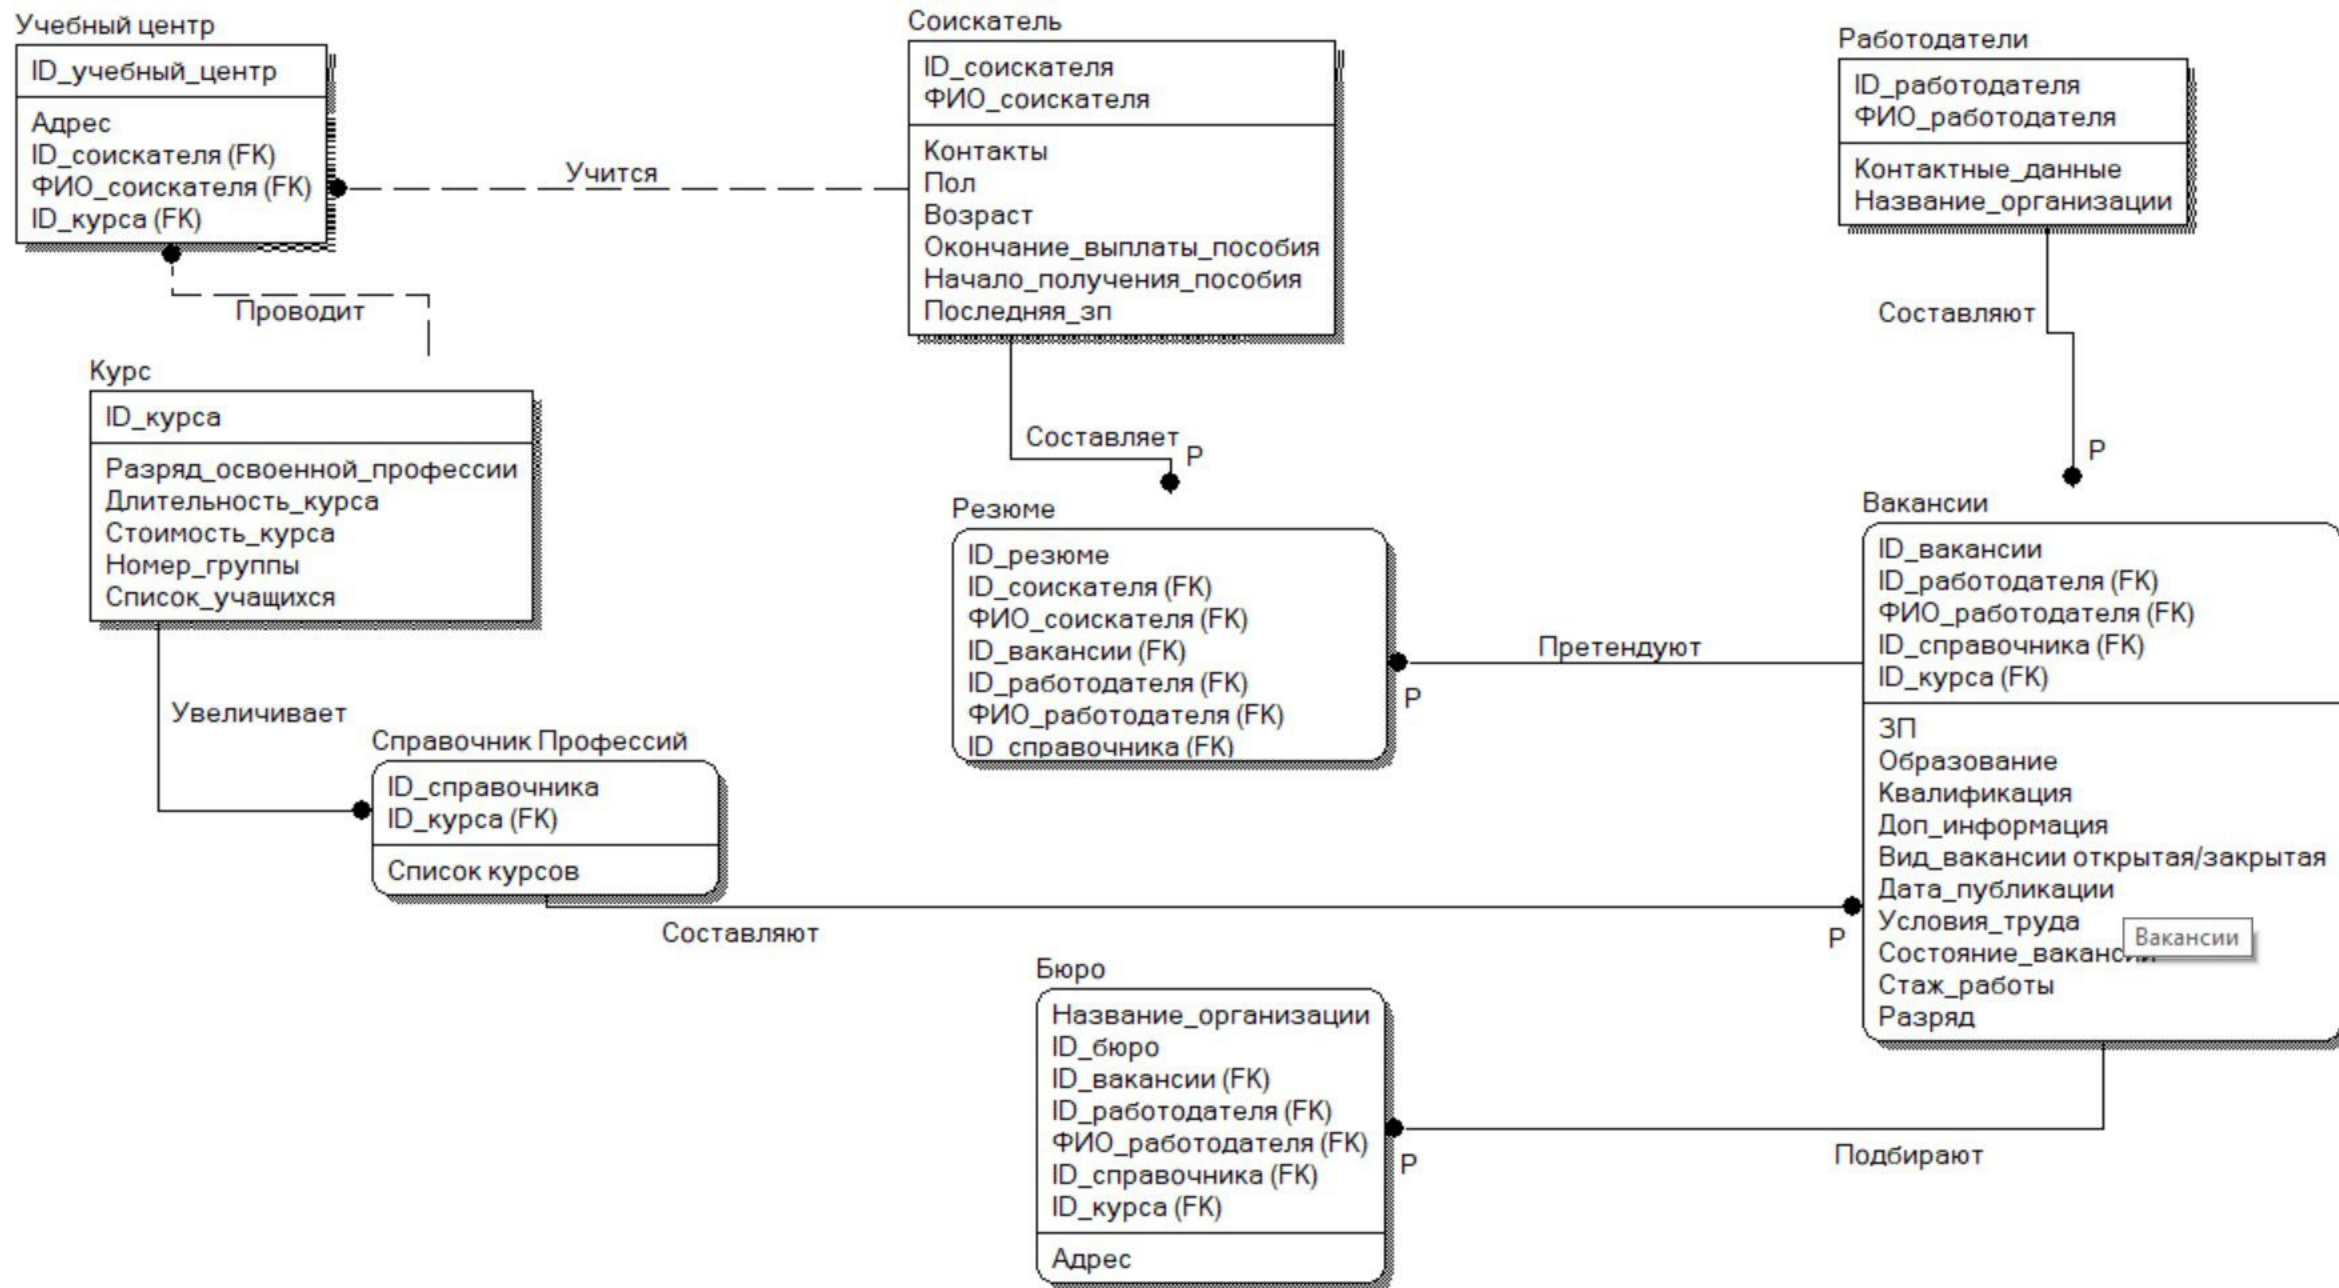 Учебный центр
ID_учебный_центр
Адрес
ID_соискателя (FK)
ФИО_соискателя (FK)
ID_курса (FK)
Учится
Проводит
Соискатель
ID_соискателя
ФИО_соискателя
Контакты
Пол
Возраст
Окончание_выплаты_пособия
Начало_получения_пособия
Последняя_зп
Работодатели
ID_работодателя
ФИО_работодателя
Контактные_данные
Название_организации
Составляют
P
Курс
ID_курса
Разряд_освоенной_профессии
Длительность_курса
Стоимость_курса
Номер_группы
Список_учащихся
Увеличивает
Составляет
P
Резюме
ID_резюме
ID_соискателя (FK)
ФИО_соискателя (FK)
ID_вакансии (FK)
ID_работодателя (FK)
ФИО_работодателя (FK)
ID_справочника (FK)
Претендуют
P
Вакансии
ID_вакансии
ID_работодателя (FK)
ФИО_работодателя (FK)
ID_справочника (FK)
ID_курса (FK)
ЗП
Образование
Квалификация
Доп_информация
Вид_вакансии открытая/закрытая
Дата_публикации
Условия_труда
Вакансии
Состояние_вакансии
Стаж_работы
Разряд
Справочник Профессий
ID_справочника
ID_курса (FK)
Список курсов
Составляют
P
Бюро
Название_организации
ID_бюро
ID_вакансии (FK)
ID_работодателя (FK)
ФИО_работодателя (FK)
ID_справочника (FK)
ID_курса (FK)
Адрес
P
Подбирают